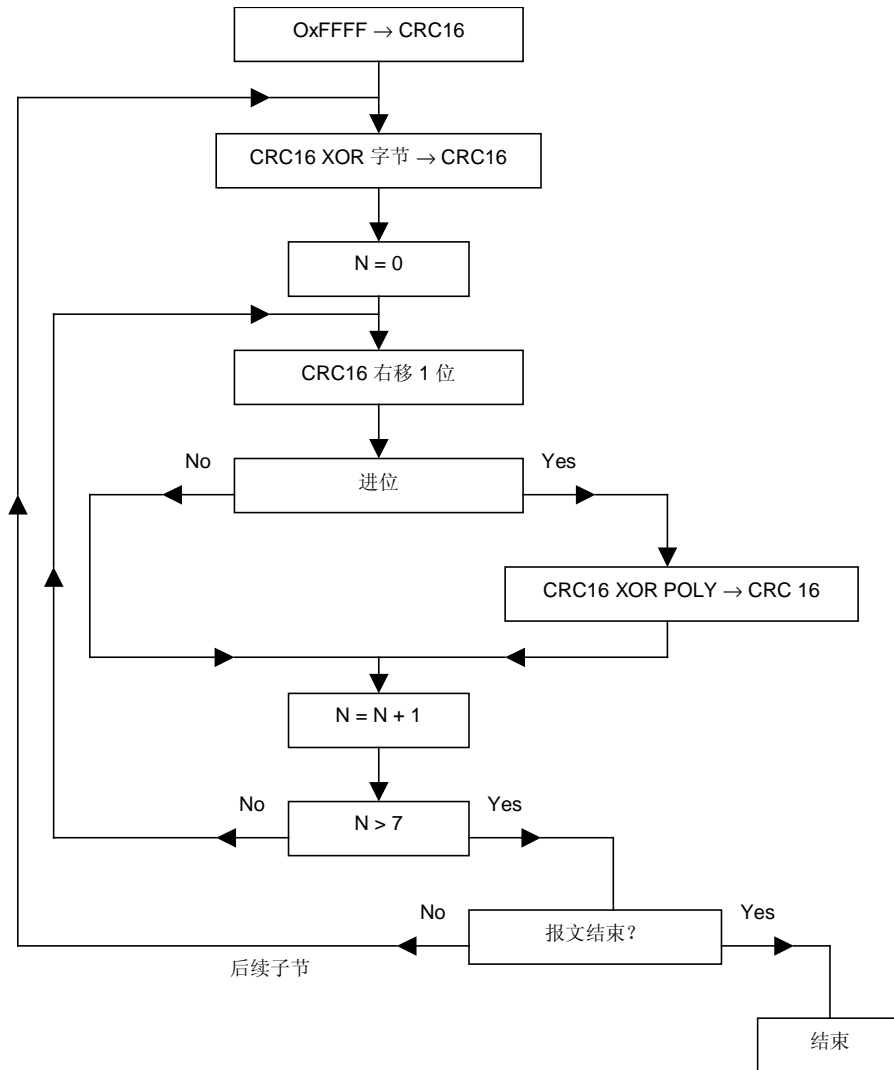 OxFFFF → CRC16
CRC16 XOR 字节 → CRC16
N = 0
CRC16 右移 1 位
No
Yes
进位
CRC16 XOR POLY → CRC 16
N = N + 1
No
Yes
N > 7
No
Yes
报文结束?
后续子节
结束